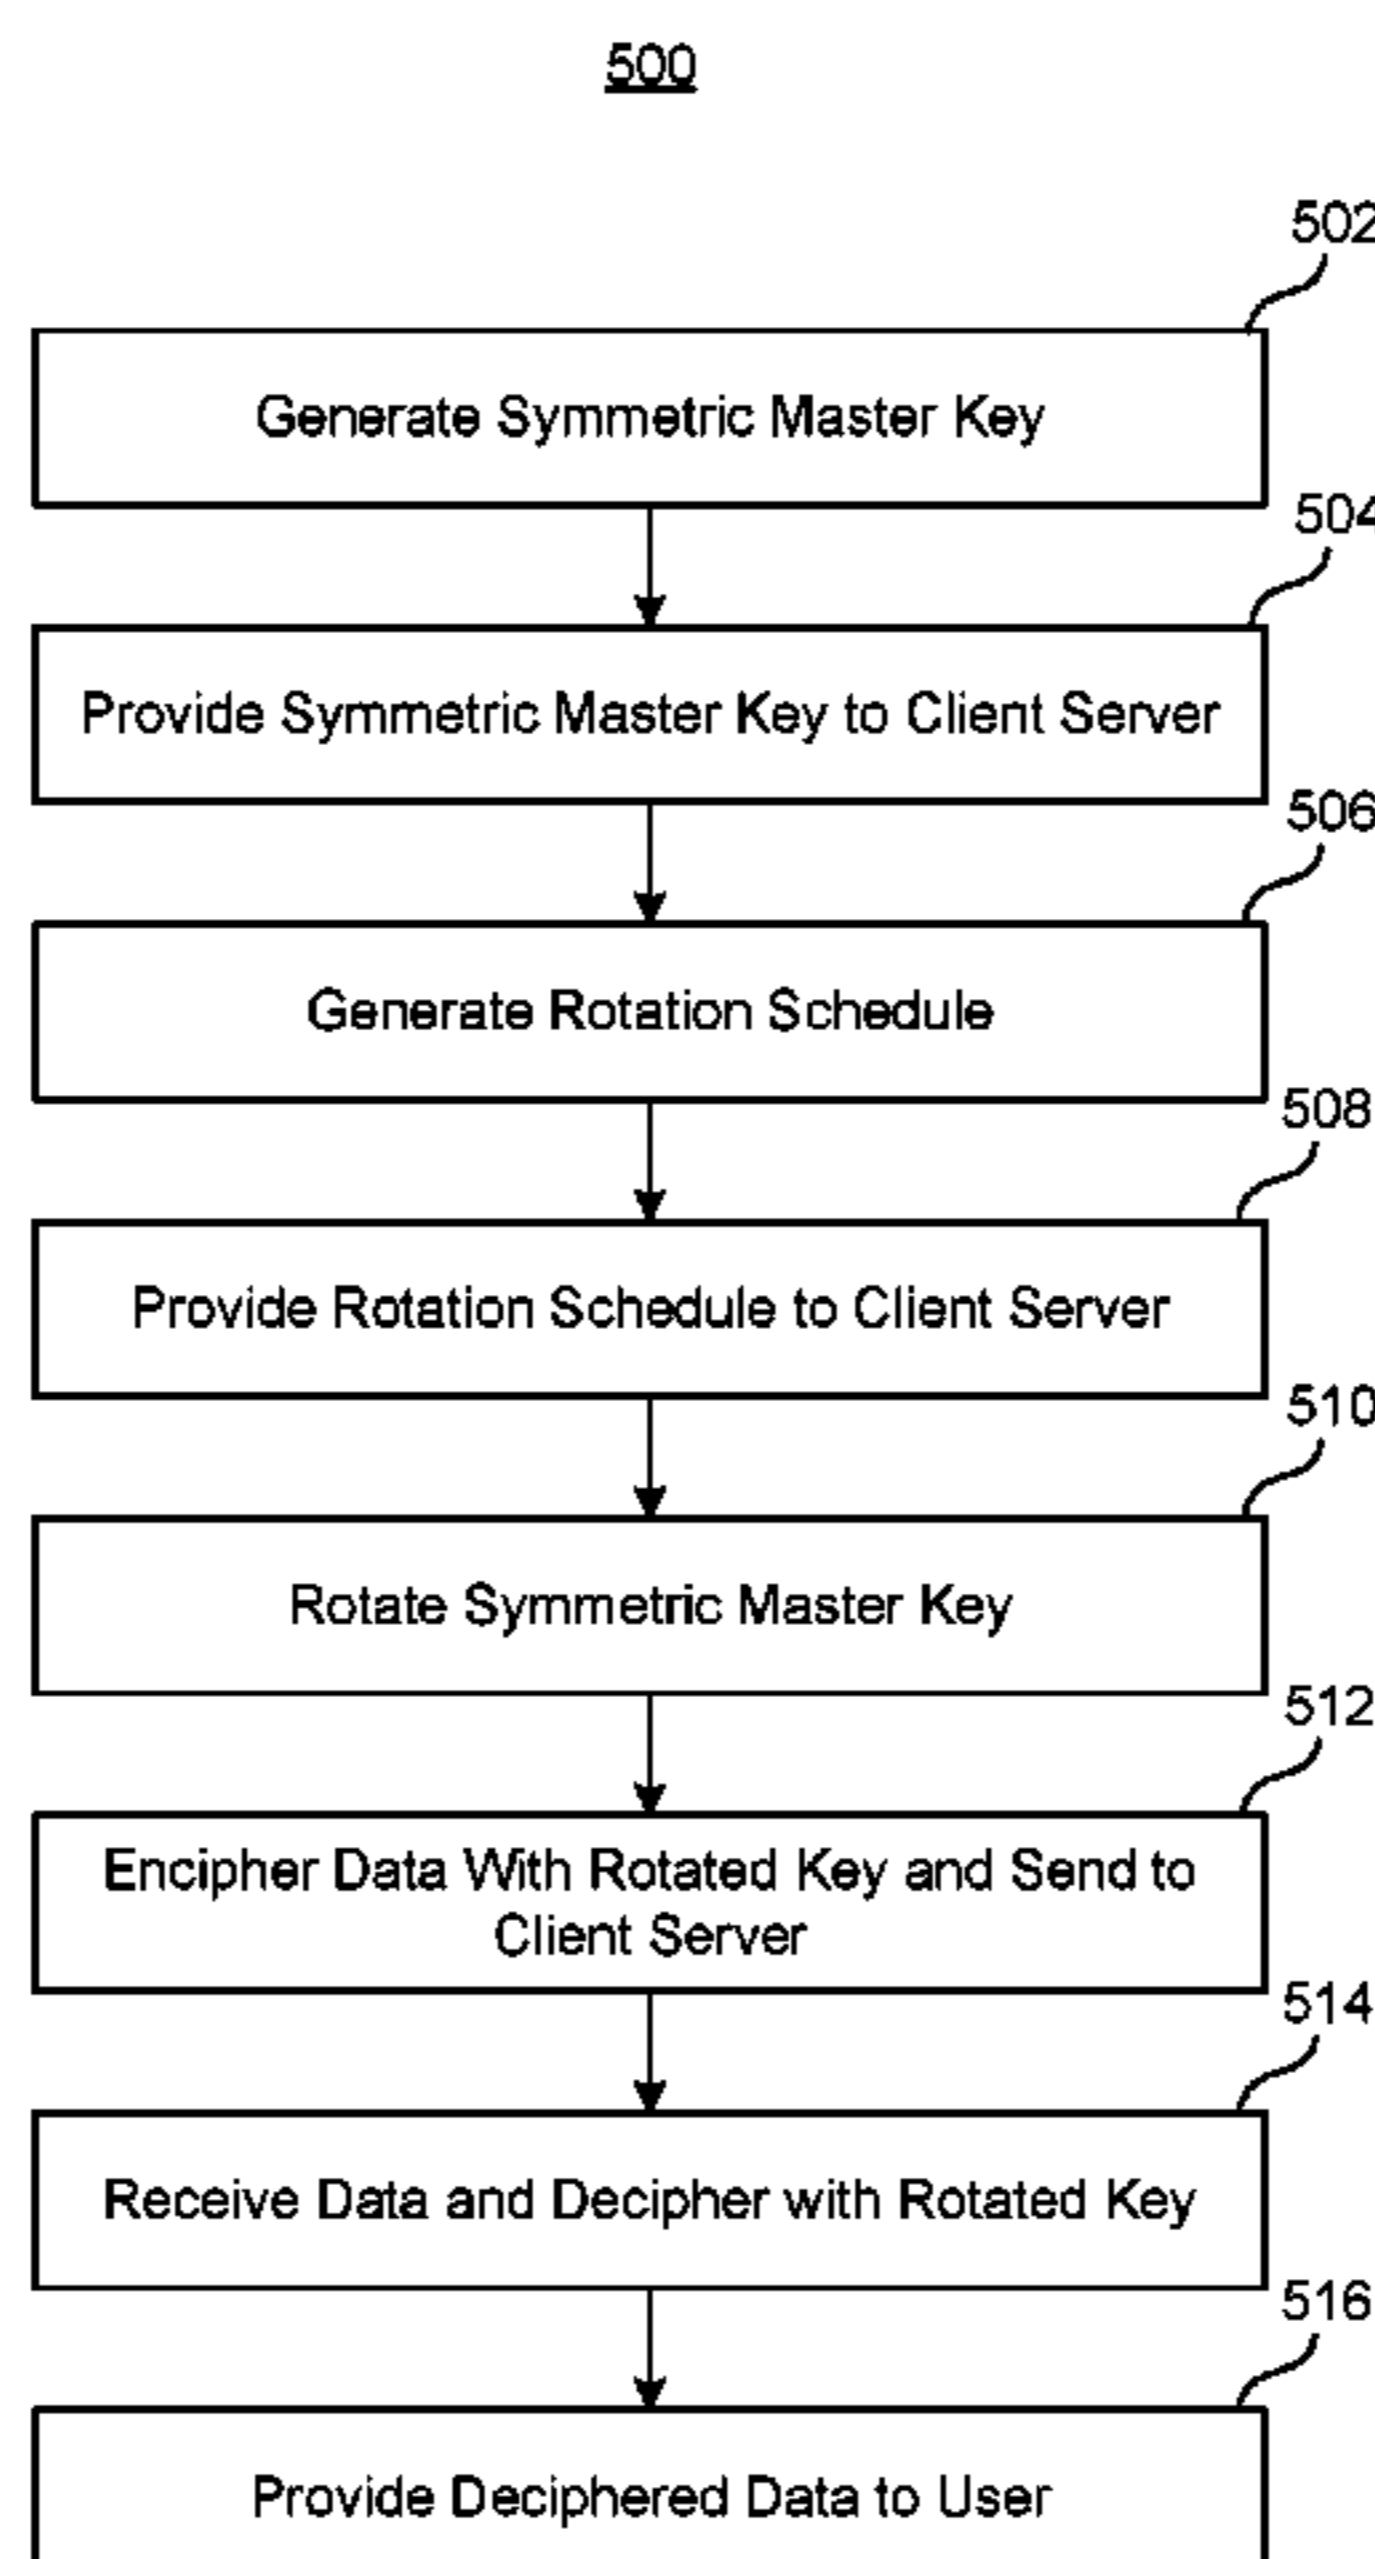 500
502
Generate Symmetric Master Key
504
Provide Symmetric Master Key to Client Server
506
Generate Rotation Schedule
508
Provide Rotation Schedule to Client Server
510
Rotate Symmetric Master Key
512
Encipher Data With Rotated Key and Send to
Client Server
514
Receive Data and Decipher with Rotated Key
516
Provide Deciphered Data to User